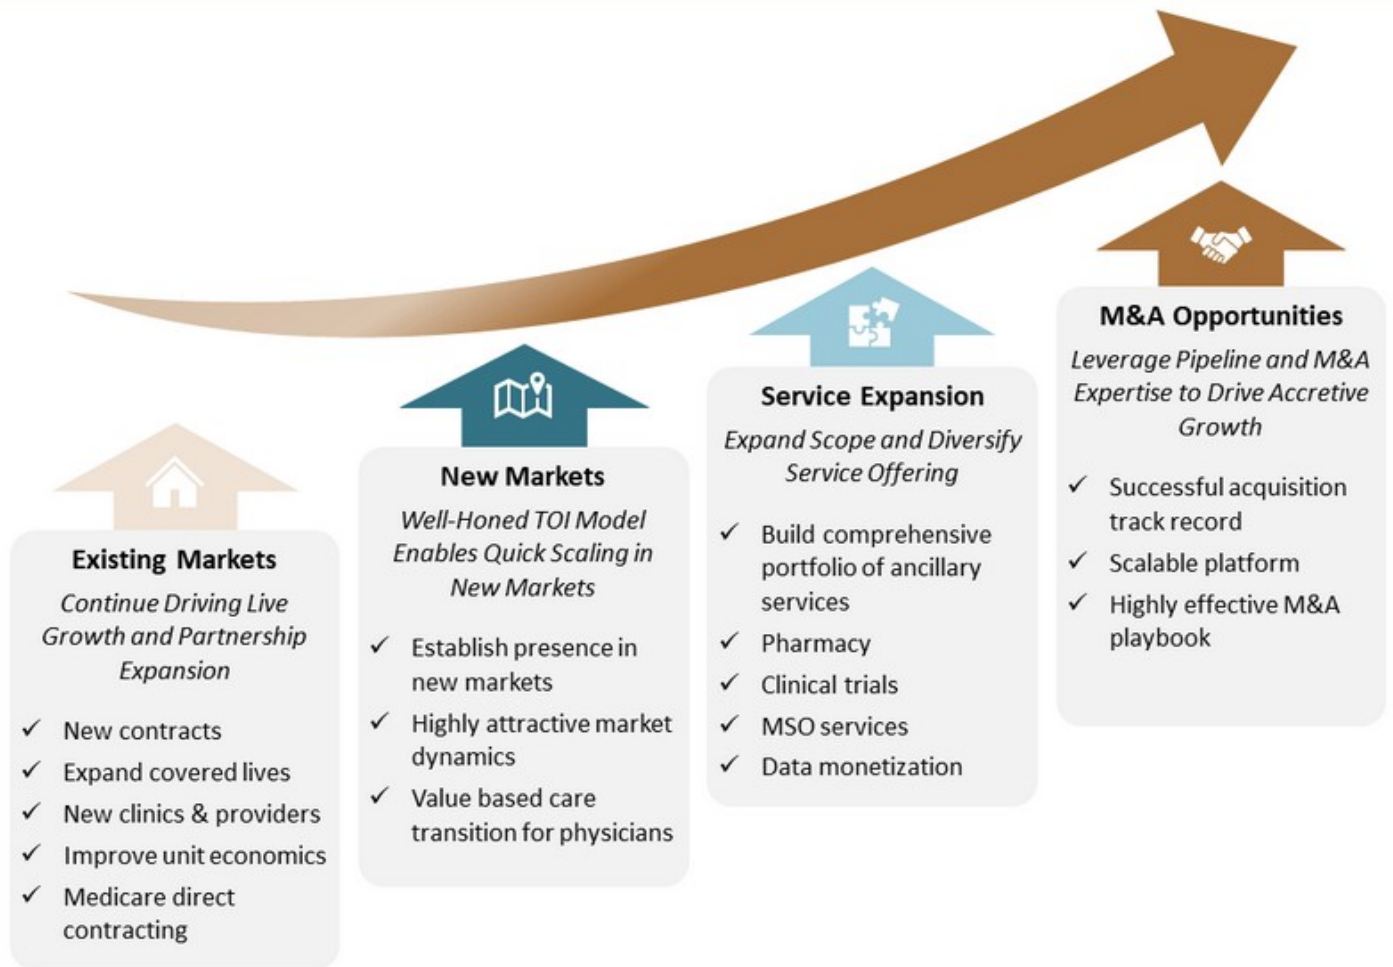 Existing Markets
Continue Driving Live
Growth and Partnership
Expansion
✓ New contracts
✓ Expand covered lives
✓ New clinics & providers
✓ Improve unit economics
✓ Medicare direct
contracting
New Markets
Well-Honed TOI Model
Enables Quick Scaling in
New Markets
✓ Establish presence in
new markets
✓ Highly attractive market
dynamics
✓ Value based care
transition for physicians
Service Expansion
Expand Scope and Diversify
Service Offering
✓ Build comprehensive
portfolio of ancillary
services
✓ Pharmacy
✓ Clinical trials
✓ MSO services
✓ Data monetization
M&A Opportunities
Leverage Pipeline and M&A
Expertise to Drive Accretive
Growth
✓ Successful acquisition
track record
✓ Scalable platform
✓ Highly effective M&A
playbook